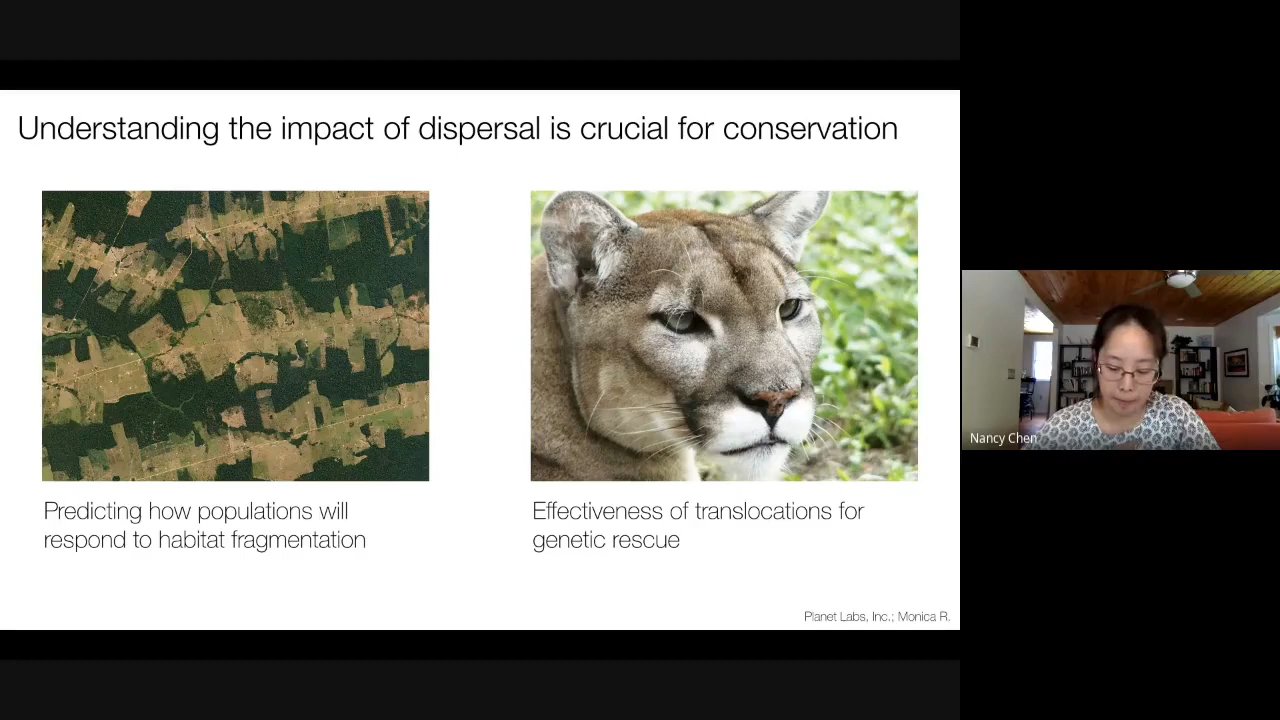 Understanding the impact of dispersal is crucial for conservation
Predicting how populations will
respond to habitat fragmentation
Effectiveness of translocations for
genetic rescue
Planet Labs, Inc.; Monica R.
Nancy Chen